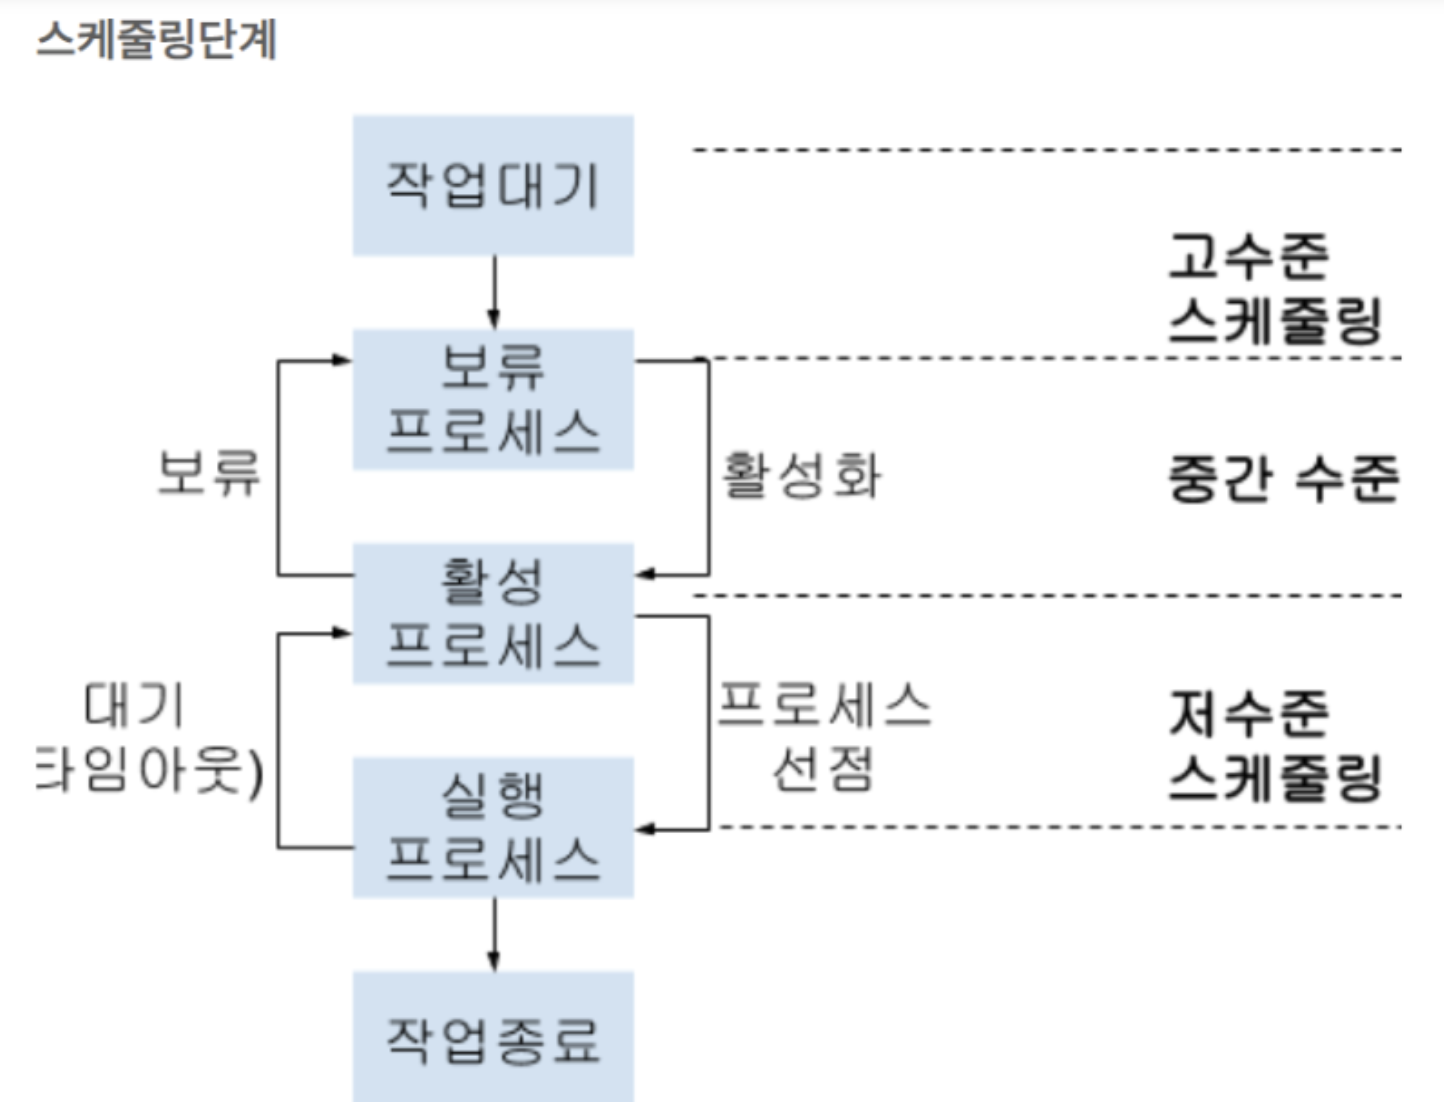 스케줄링단계
작업대기
고수준
스케줄링
보류
프로세스
보류
활성화
중간 수준
활성
프로세스
대기
타임아웃)
프로세스
선점
저수준
스케줄링
실행
프로세스
작업종료